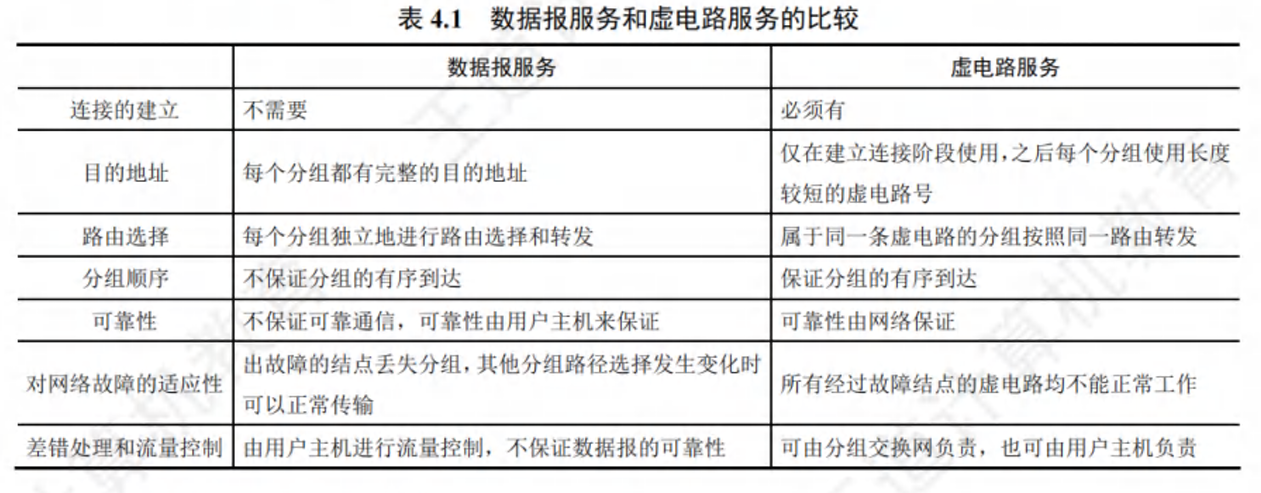 表 4.1 数据报服务和虚电路服务的比较
数据报服务 虚电路服务
连接的建立 不需要 必须有
目的地址 每个分组都有完整的目的地址 仅在建立连接阶段使用，之后每个分组使用长度
较短的虚电路号
路由选择 每个分组独立地进行路由选择和转发 属于同一条虚电路的分组按照同一路由转发
分组顺序 不保证分组的有序到达 保证分组的有序到达
可靠性 不保证可靠通信，可靠性由用户主机来保证 可靠性由网络保证
对网络故障的适应性 出故障的结点丢失分组，其他分组路径选择发生变化时
可以正常传输 所有经过故障结点的虚电路均不能正常工作
差错处理和流量控制 由用户主机进行流量控制，不保证数据报的可靠性 可由分组交换网负责，也可由用户主机负责